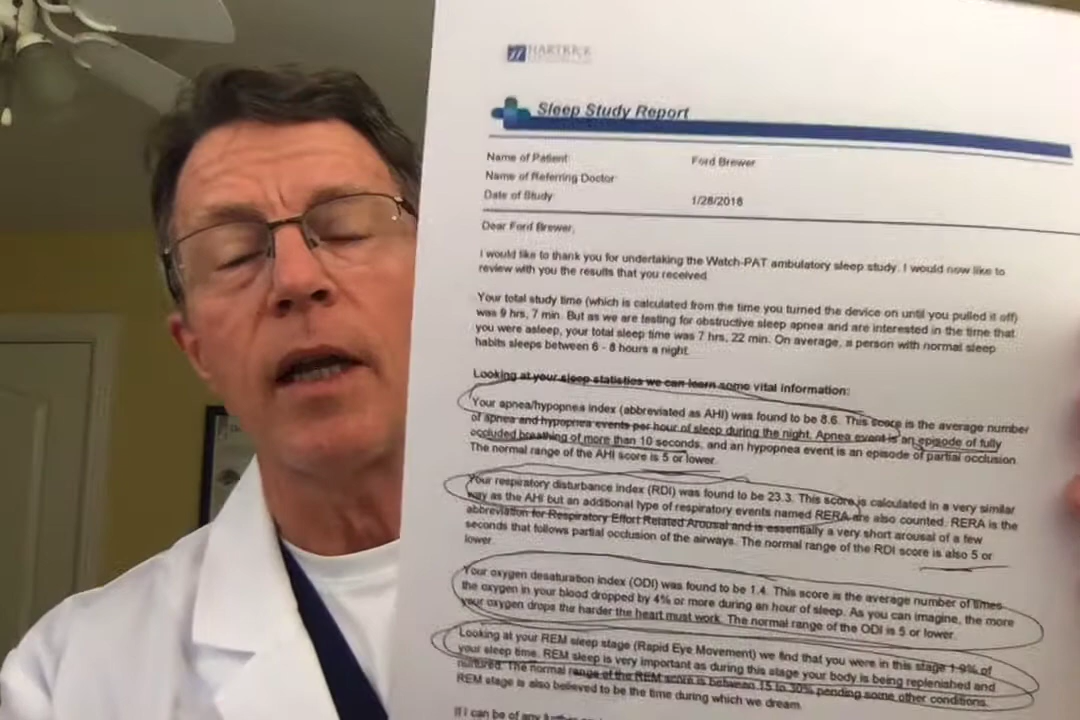 HARTRICK
Sleep Study Report
Name of Patient: Ford Brewer
Name of Referring Doctor:
Date of Study: 1/28/2016
Dear Ford Brewer,
I would like to thank you for undertaking the Watch-PAT ambulatory sleep study. I would now like to
review with you the results that you received.
Your total study time (which is calculated from the time you turned the device on until you pulled it off)
was 9 hrs, 7 min. But as we are testing for obstructive sleep apnea and are interested in the time that
you were asleep, your total sleep time was 7 hrs, 22 min. On average, a person with normal sleep
habits sleeps between 6 - 8 hours a night.
Looking at your sleep statistics we can learn some vital information:
Your apnea/hypopnea index (abbreviated as AHI) was found to be 8.6. This score is the average number
of apnea and hypopnea events per hour of sleep during the night. Apnea event is an episode of fully
occluded breathing of more than 10 seconds, and an hypopnea event is an episode of partial occlusion.
The normal range of the AHI score is 5 or lower.
Your respiratory disturbance index (RDI) was found to be 23.3. This score is calculated in a very similar
way as the AHI but an additional type of respiratory events named RERA are also counted. RERA is the
abbreviation for Respiratory Effort Related Arousal and is essentially a very short arousal of a few
seconds that follows partial occlusion of the airways. The normal range of the RDI score is also 5 or
lower.
Your oxygen desaturation index (ODI) was found to be 1.4. This score is the average number of times
the oxygen in your blood dropped by 4% or more during an hour of sleep. As you can imagine, the more
your oxygen drops the harder the heart must work. The normal range of the ODI is 5 or lower.
Looking at your REM sleep stage (Rapid Eye Movement) we find that you were in this stage 1.9% of
your sleep time. REM sleep is very important as during this stage your body is being replenished and
nurtured. The normal range of the REM score is between 15 to 30% pending some other conditions.
REM stage is also believed to be the time during which we dream.
If I can be of any further